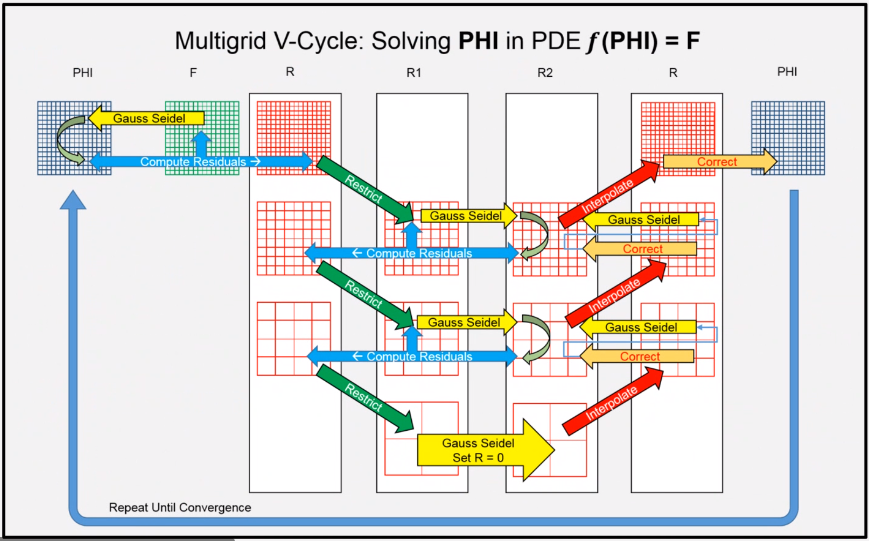 Multigrid V-Cycle: Solving PHI in PDE f(PHI) = F
PHI
F
R
R1
R2
R
PHI
Gauss Seidel
Compute Residuals →
Correct
Restrict
Interpolate
Gauss Seidel
Gauss Seidel
← Compute Residuals
Correct
Restrict
Interpolate
Gauss Seidel
Gauss Seidel
← Compute Residuals
Correct
Restrict
Interpolate
Gauss Seidel
Set R = 0
Repeat Until Convergence